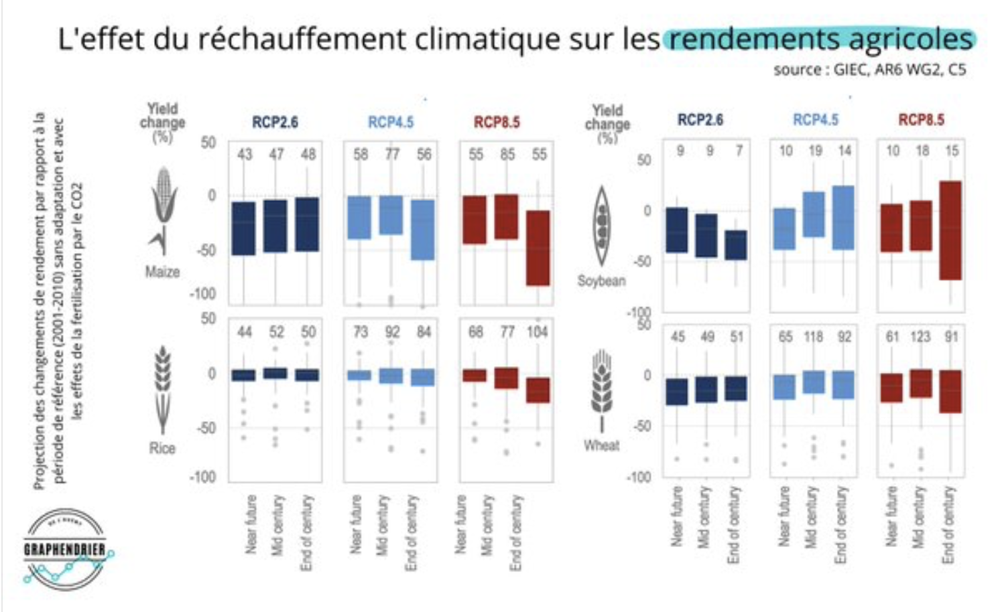 L'effet du réchauffement climatique sur les rendements agricoles
source : GIEC, AR6 WG2, C5
Projection des changements de rendement par rapport à la
période de référence (2001-2010) sans adaptation et avec
les effets de la fertilisation par le CO2
Yield
change
(%)
RCP2.6
RCP4.5
RCP8.5
50
0
-50
-100
43 47 48
58 77 56
55 85 55
Maize
50
0
-50
-100
44 52 50
73 92 84
68 77 104
Rice
Near future
Mid century
End of century
Near future
Mid century
End of century
Near future
Mid century
End of century
Yield
change
(%)
RCP2.6
RCP4.5
RCP8.5
50
0
-50
-100
9 9 7
10 19 14
10 18 15
Soybean
50
0
-50
-100
45 49 51
65 118 92
61 123 91
Wheat
Near future
Mid century
End of century
Near future
Mid century
End of century
Near future
Mid century
End of century
GRAPHENDRIER